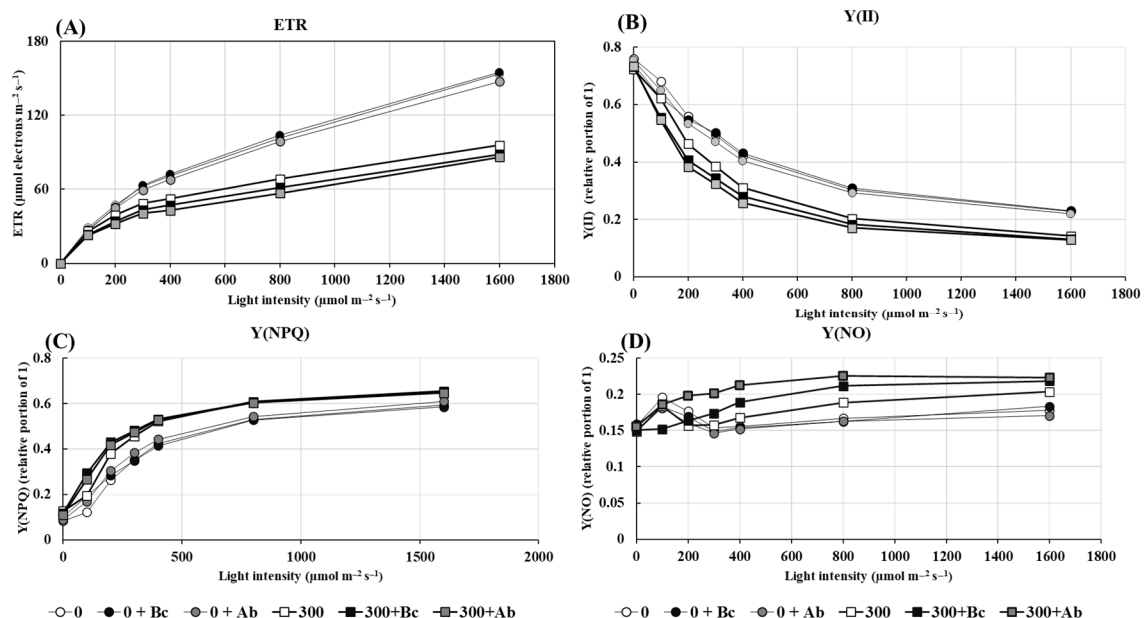 (A) ETR
ETR (µmol electrons m⁻² s⁻¹)
180
120
60
0
0 200 400 600 800 1000 1200 1400 1600 1800
Light intensity (µmol m⁻² s⁻¹)
(B) Y(II)
Y(II) (relative portion of 1)
0.8
0.6
0.4
0.2
0
0 200 400 600 800 1000 1200 1400 1600 1800
Light intensity (µmol m⁻² s⁻¹)
(C) Y(NPQ)
Y(NPQ) (relative portion of 1)
0.8
0.6
0.4
0.2
0
0 500 1000 1500 2000
Light intensity (µmol m⁻² s⁻¹)
(D) Y(NO)
Y(NO) (relative portion of 1)
0.25
0.2
0.15
0.1
0.05
0
0 200 400 600 800 1000 1200 1400 1600 1800
Light intensity (µmol m⁻² s⁻¹)
0 0 + Bc 0 + Ab 300 300+Bc 300+Ab
0 0 + Bc 0 + Ab 300 300+Bc 300+Ab